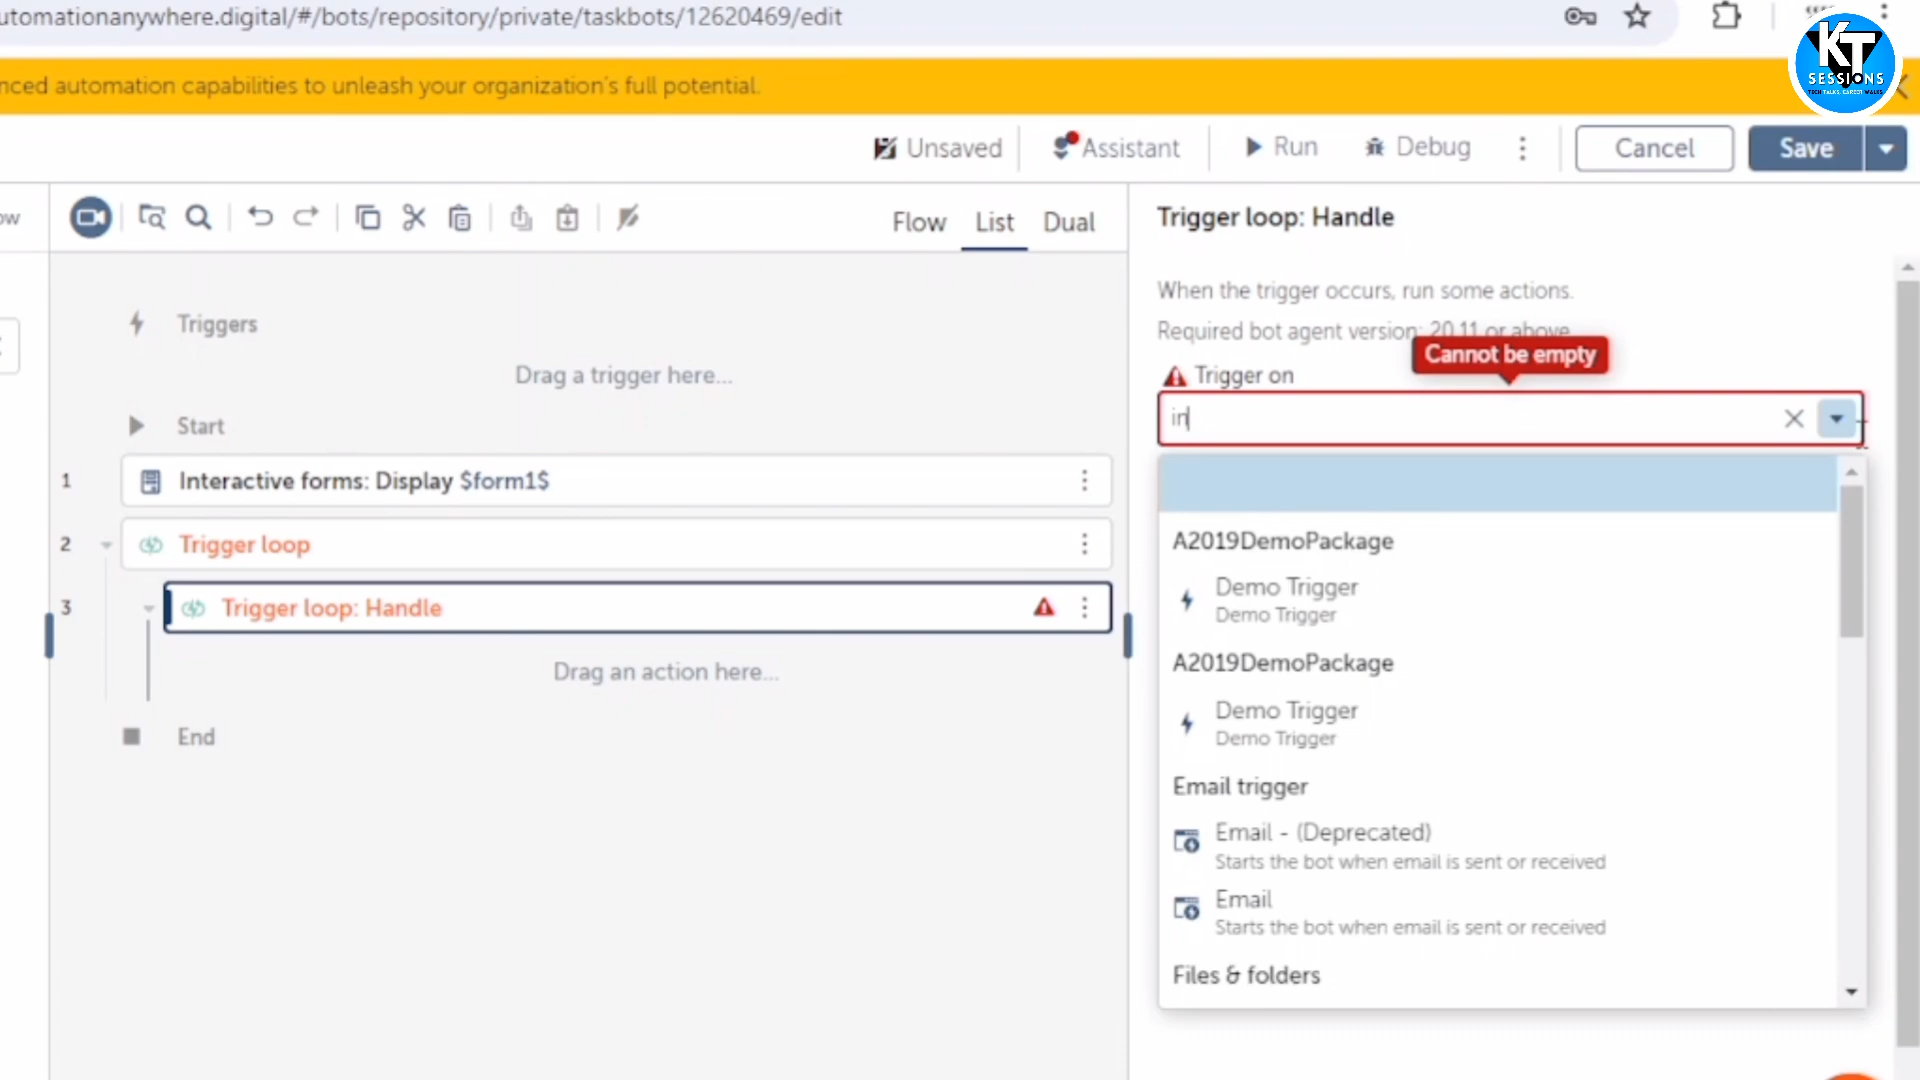 utomationanywhere.digital/#/bots/repository/private/taskbots/12620469/edit
KT
SESSIONS
TECH TALKS, CAREER WALKS
nced automation capabilities to unleash your organization's full potential.
Unsaved
Assistant
Run
Debug
Cancel
Save
ow
Flow
List
Dual
Trigger loop: Handle
When the trigger occurs, run some actions.
Required bot agent version: 20.11 or above
Cannot be empty
Trigger on
in
Triggers
Drag a trigger here...
Start
1 Interactive forms: Display $form1$
2 Trigger loop
3 Trigger loop: Handle
Drag an action here...
End
A2019DemoPackage
Demo Trigger
Demo Trigger
A2019DemoPackage
Demo Trigger
Demo Trigger
Email trigger
Email - (Deprecated)
Starts the bot when email is sent or received
Email
Starts the bot when email is sent or received
Files & folders